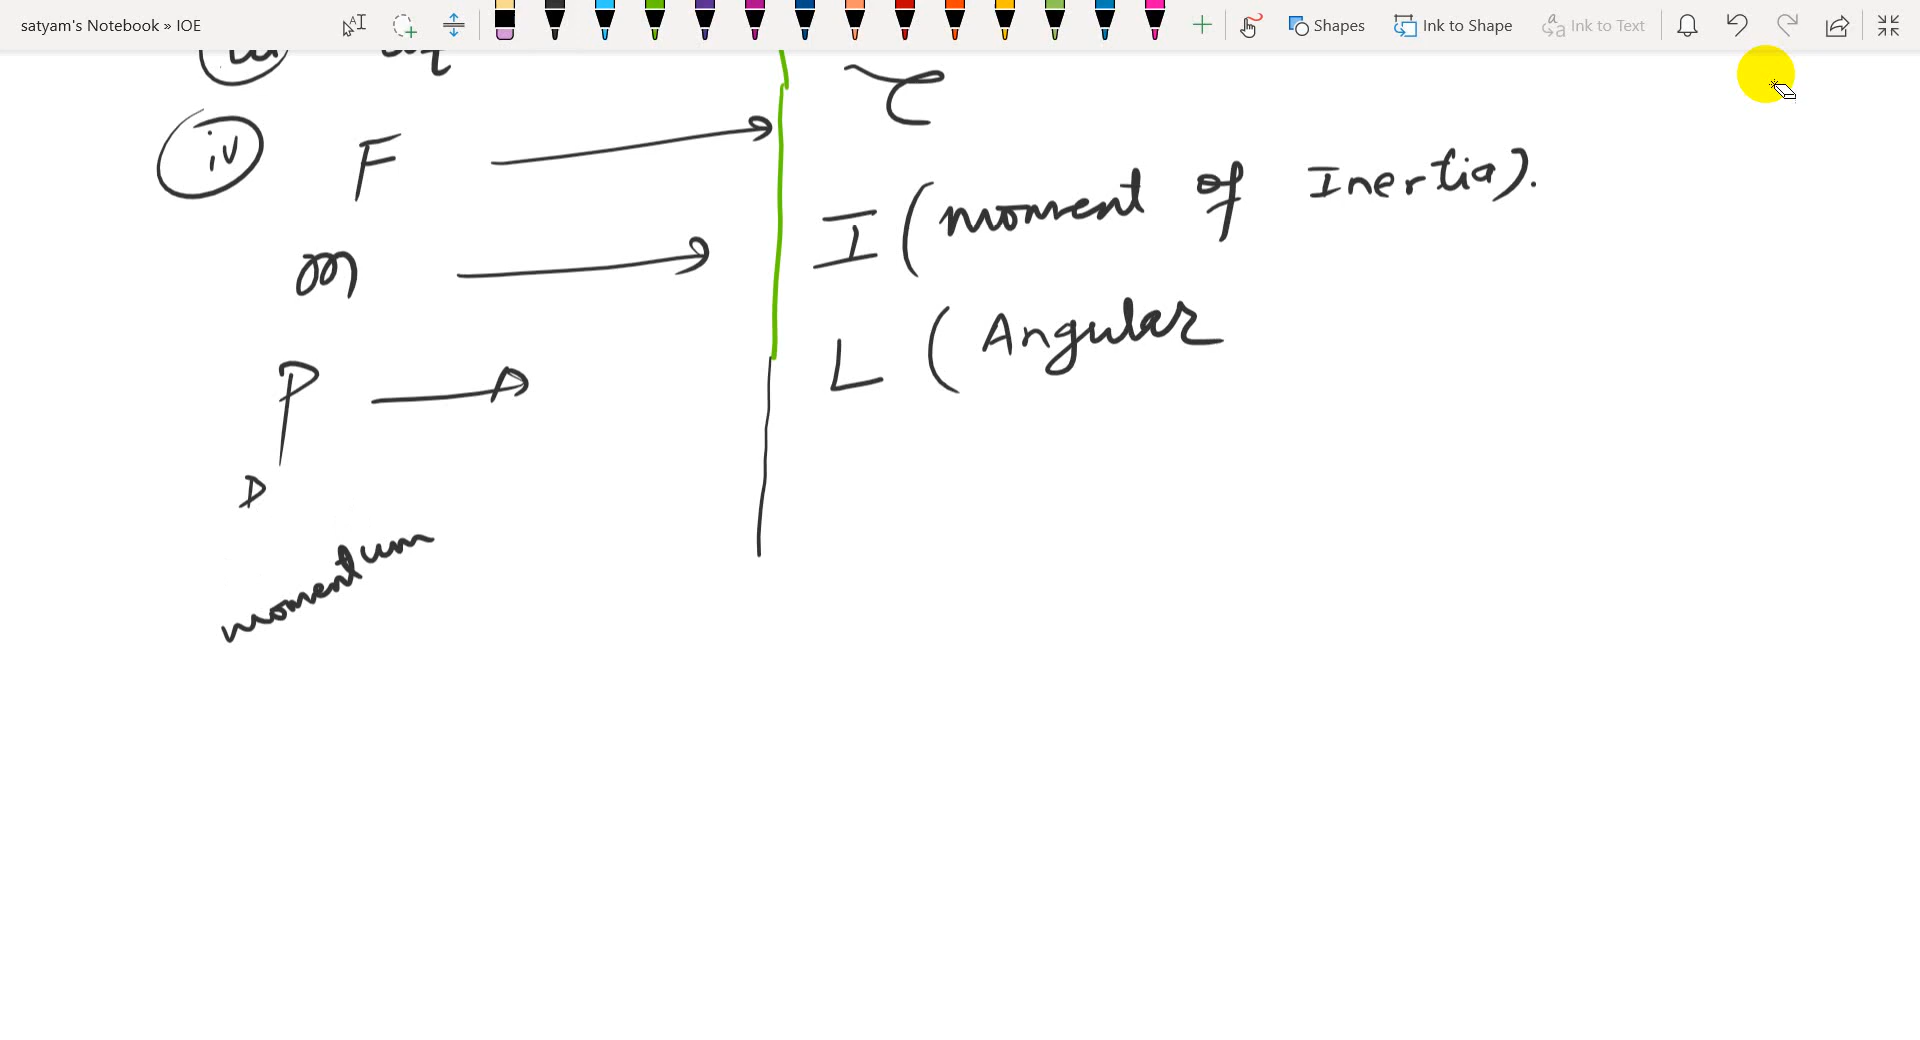 satyam's Notebook » IOE
Shapes
Ink to Shape
Ink to Text
τ
iv F
I (moment of Inertia).
m
L (Angular
P
momentum